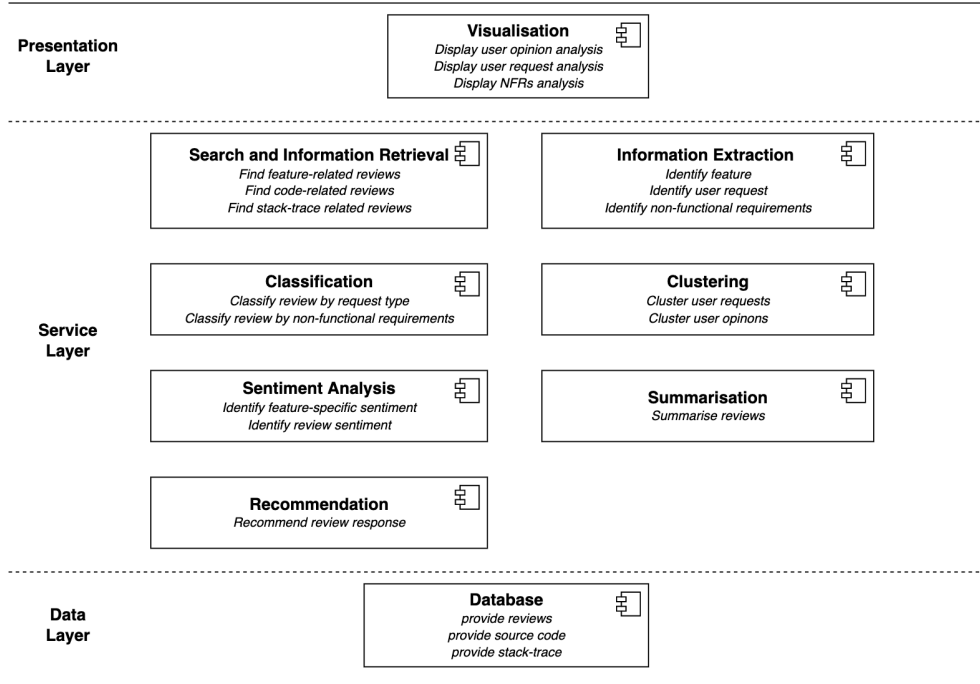 Presentation
Layer
Visualisation
Display user opinion analysis
Display user request analysis
Display NFRs analysis
Service
Layer
Search and Information Retrieval
Find feature-related reviews
Find code-related reviews
Find stack-trace related reviews
Information Extraction
Identify feature
Identify user request
Identify non-functional requirements
Classification
Classify review by request type
Classify review by non-functional requirements
Clustering
Cluster user requests
Cluster user opinons
Sentiment Analysis
Identify feature-specific sentiment
Identify review sentiment
Summarisation
Summarise reviews
Recommendation
Recommend review response
Data
Layer
Database
provide reviews
provide source code
provide stack-trace